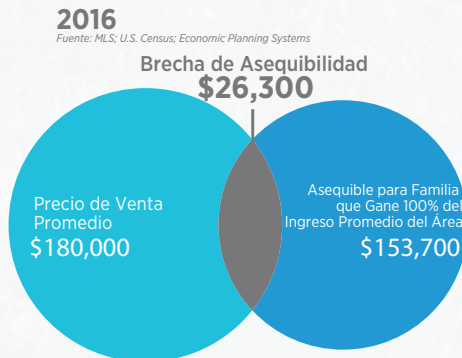 2016
Fuente: MLS; U.S. Census; Economic Planning Systems
Brecha de Asequibilidad
$26,300
Precio de Venta
Promedio
$180,000
Asequible para Familia
que Gane 100% del
Ingreso Promedio del Área
$153,700